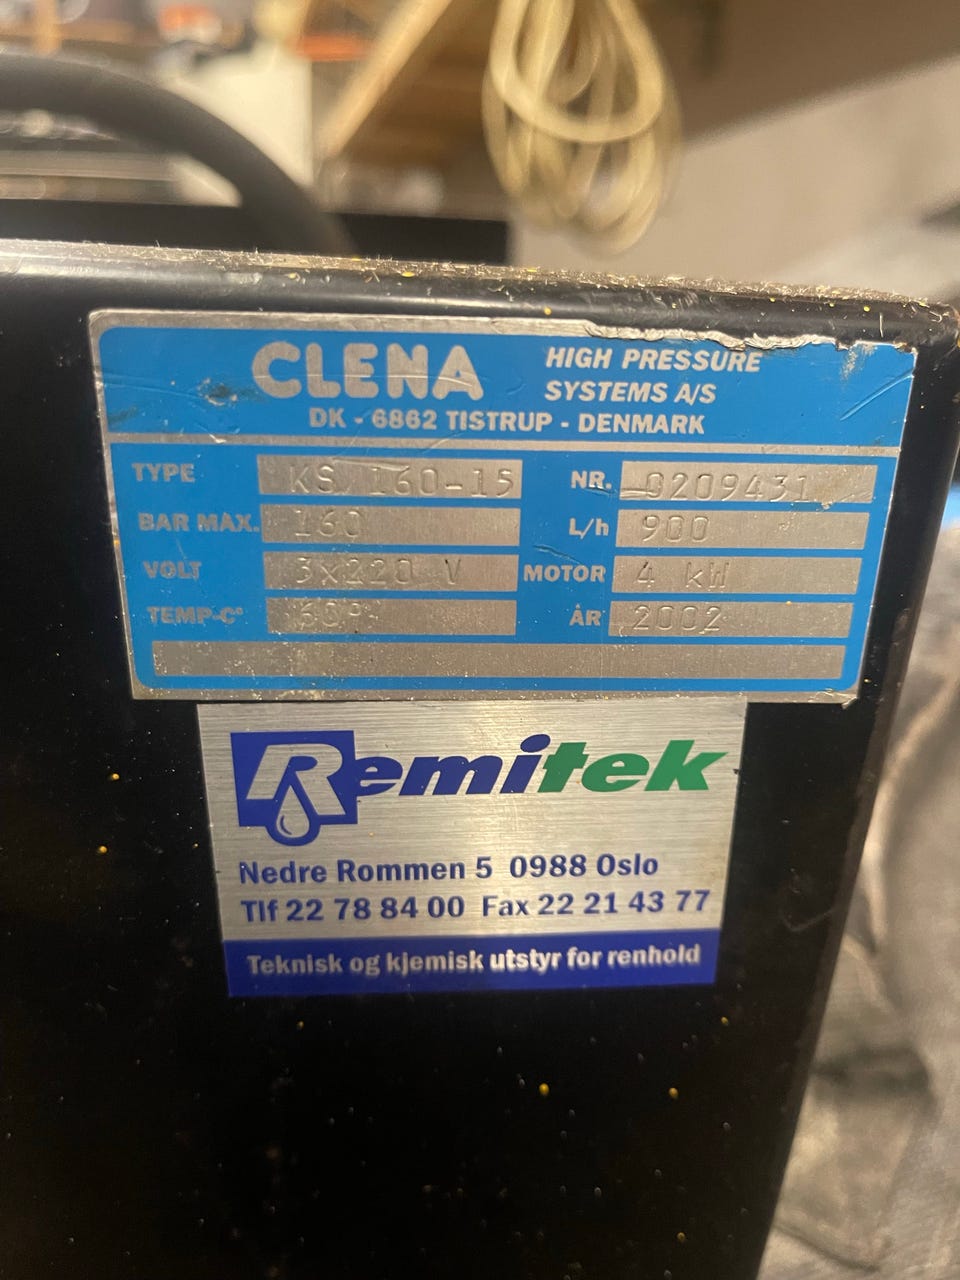 CLENA HIGH PRESSURE
SYSTEMS A/S
DK - 6862 TISTRUP - DENMARK
TYPE KS 160-15 NR. 0209431
BAR MAX. 160 L/h 900
VOLT 3x220 V MOTOR 4 kW
TEMP-C° 60° ÅR 2002
Remitek
Nedre Rommen 5 0988 Oslo
Tlf 22 78 84 00 Fax 22 21 43 77
Teknisk og kjemisk utstyr for renhold